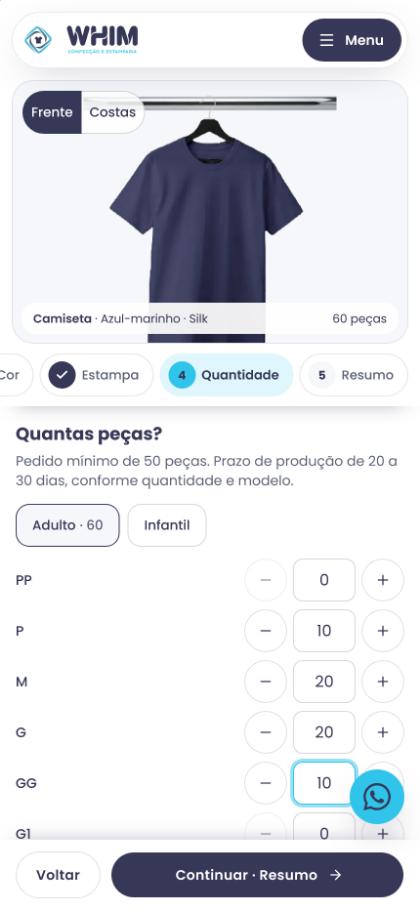 WHIM
CONFECÇÃO E ESTAMPARIA
Menu
Frente Costas
Camiseta · Azul-marinho · Silk 60 peças
Cor Estampa 4 Quantidade 5 Resumo
Quantas peças?
Pedido mínimo de 50 peças. Prazo de produção de 20 a
30 dias, conforme quantidade e modelo.
Adulto · 60 Infantil
PP − 0 +
P − 10 +
M − 20 +
G − 20 +
GG − 10
G1 − 0 +
Voltar Continuar · Resumo →